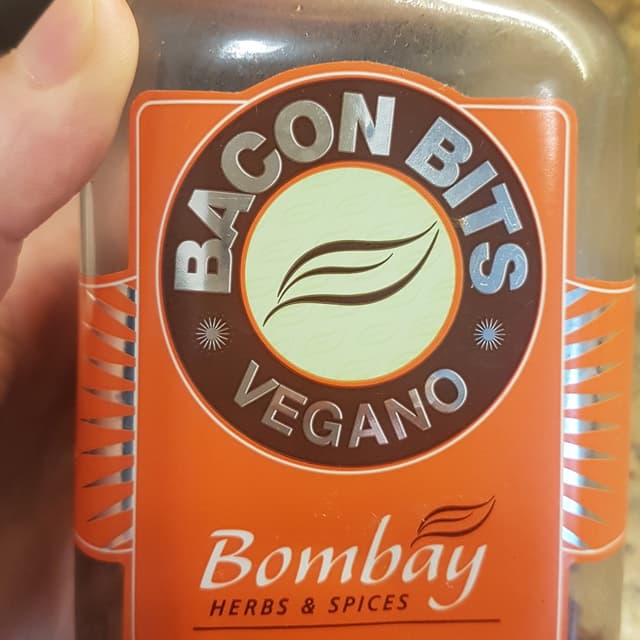 BACON BITS
VEGANO
Bombay
HERBS & SPICES